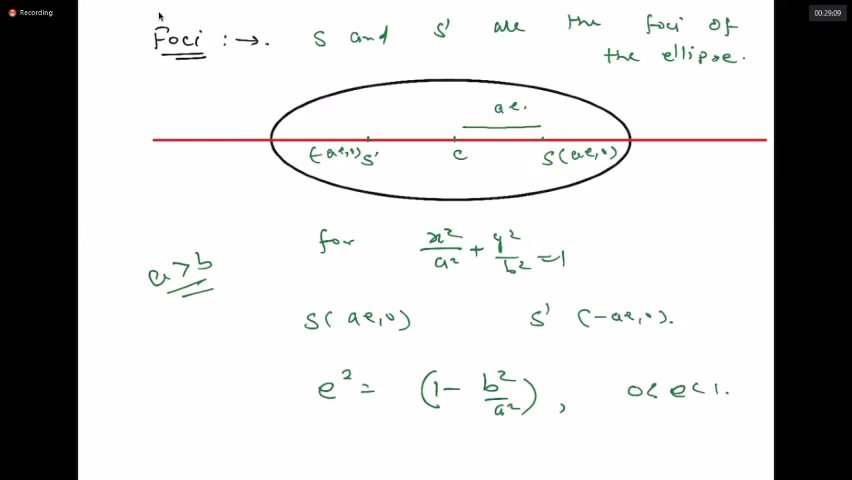 Recording
00:29:09
Foci :→. S and S' are the foci of
the ellipse.
ae.
(-ae,0) S' C S(ae,0)
for x²/a² + y²/b² = 1
a>b
S(ae,0) S' (-ae,0).
e² = (1 - b²/a²), 0<e<1.